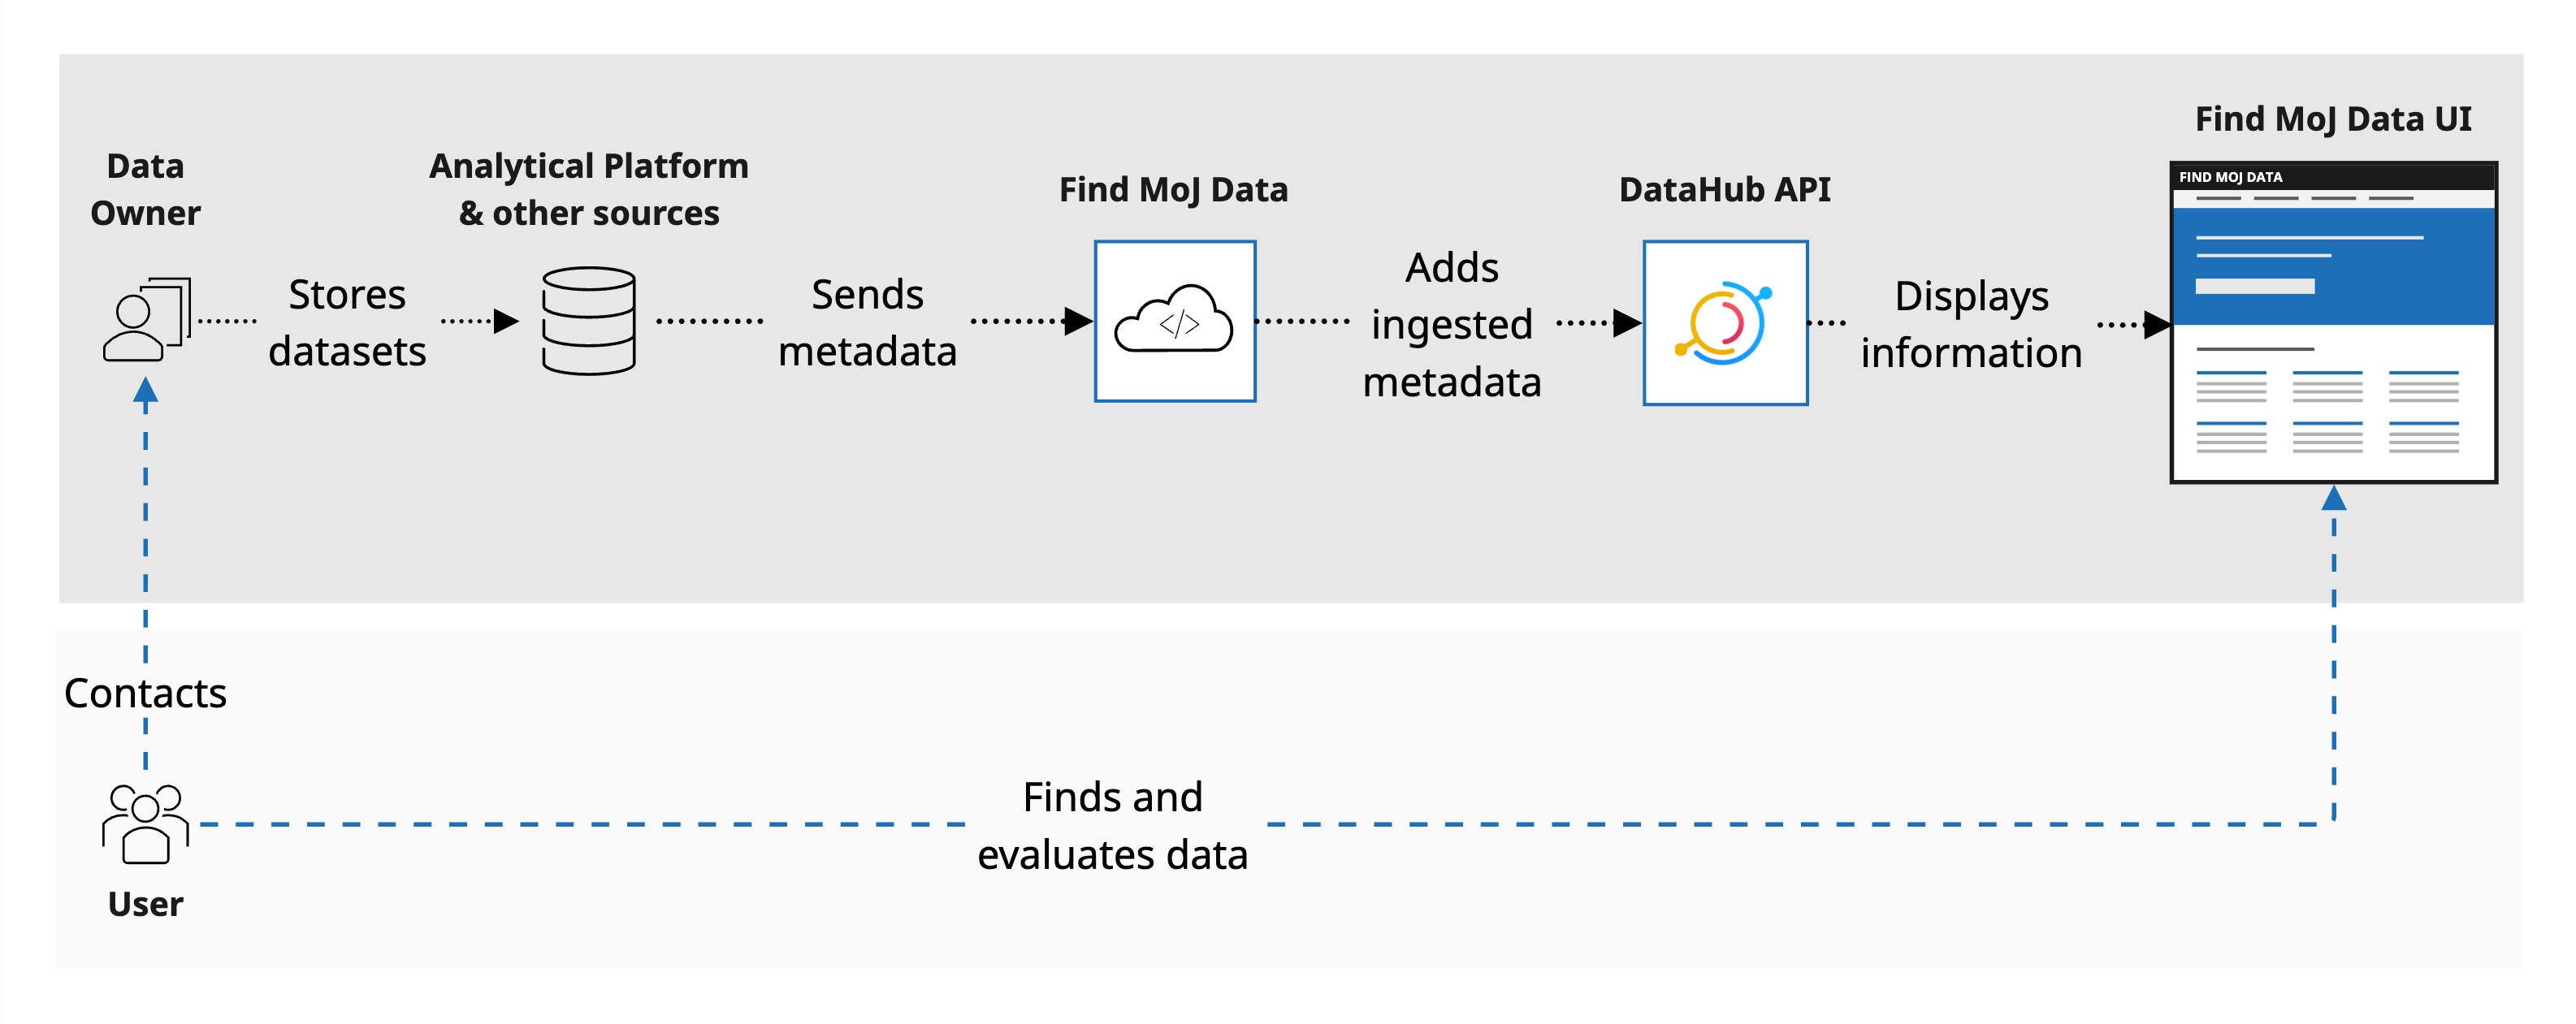 Data
Owner
Analytical Platform
& other sources
Find MoJ Data
DataHub API
Find MoJ Data UI
FIND MOJ DATA
Stores
datasets
Sends
metadata
</>
Adds
ingested
metadata
Displays
information
Contacts
User
Finds and
evaluates data